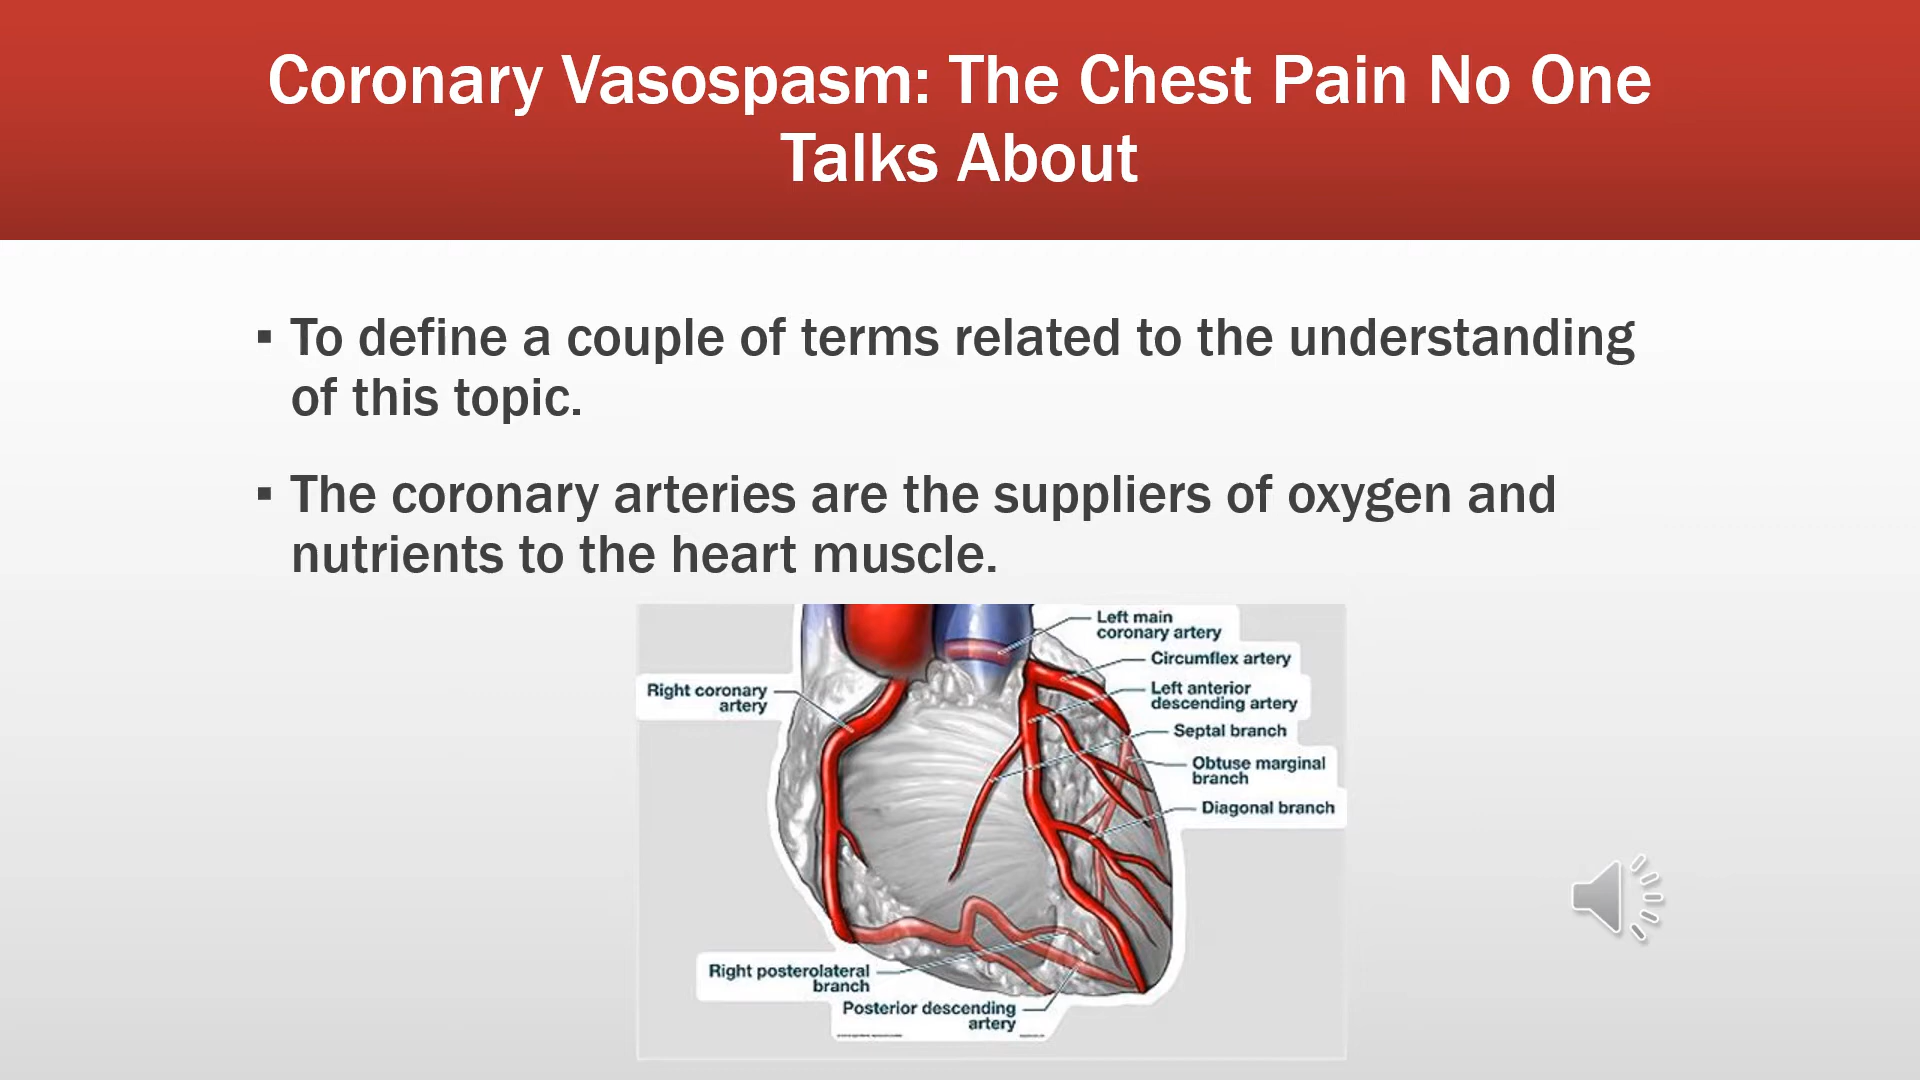 Coronary Vasospasm: The Chest Pain No One
Talks About
▪ To define a couple of terms related to the understanding
of this topic.
▪ The coronary arteries are the suppliers of oxygen and
nutrients to the heart muscle.
Left main
coronary artery
Circumflex artery
Right coronary
artery
Left anterior
descending artery
Septal branch
Obtuse marginal
branch
Diagonal branch
Right posterolateral
branch
Posterior descending
artery